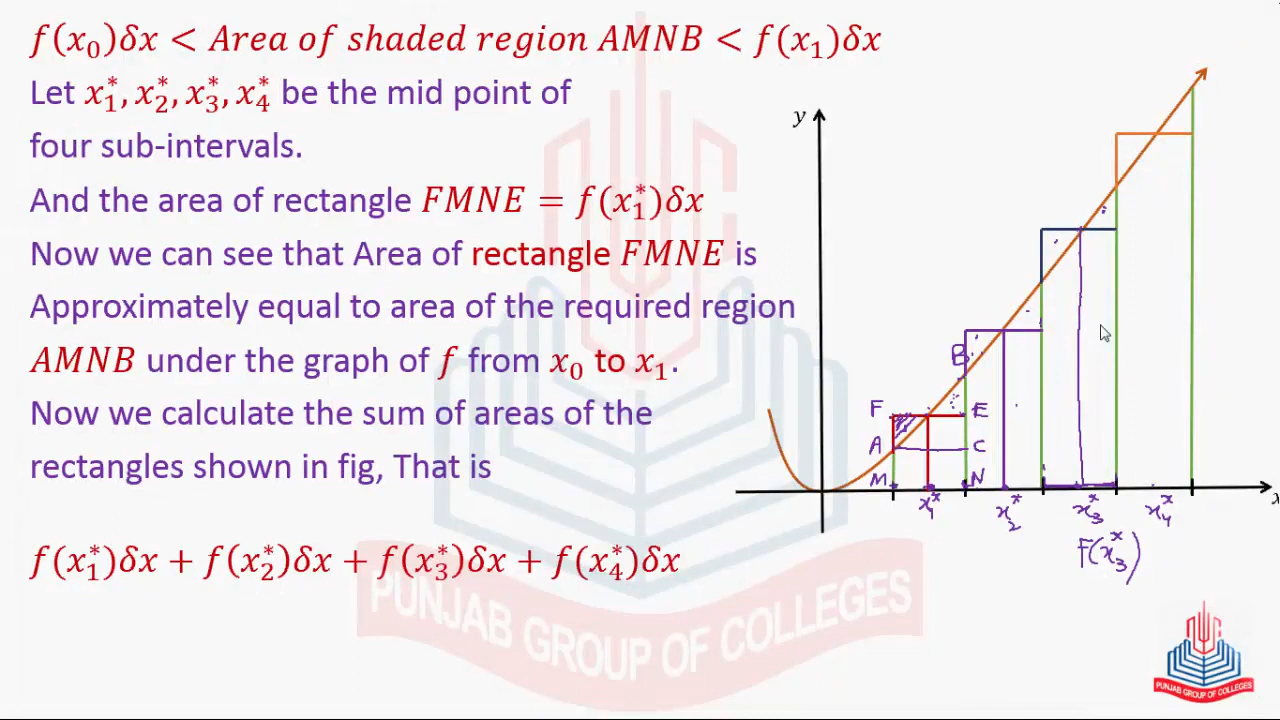 f(x₀)δx < Area of shaded region AMNB < f(x₁)δx
Let x₁*, x₂*, x₃*, x₄* be the mid point of
four sub-intervals.
And the area of rectangle FMNE = f(x₁*)δx
Now we can see that Area of rectangle FMNE is
Approximately equal to area of the required region
AMNB under the graph of f from x₀ to x₁.
Now we calculate the sum of areas of the
rectangles shown in fig, That is
f(x₁*)δx + f(x₂*)δx + f(x₃*)δx + f(x₄*)δx
y
B
F E
A C
M N
x₁* x₂* x₃* x₄*
x
F(x₃*)
PUNJAB GROUP OF COLLEGES
PUNJAB GROUP OF COLLEGES